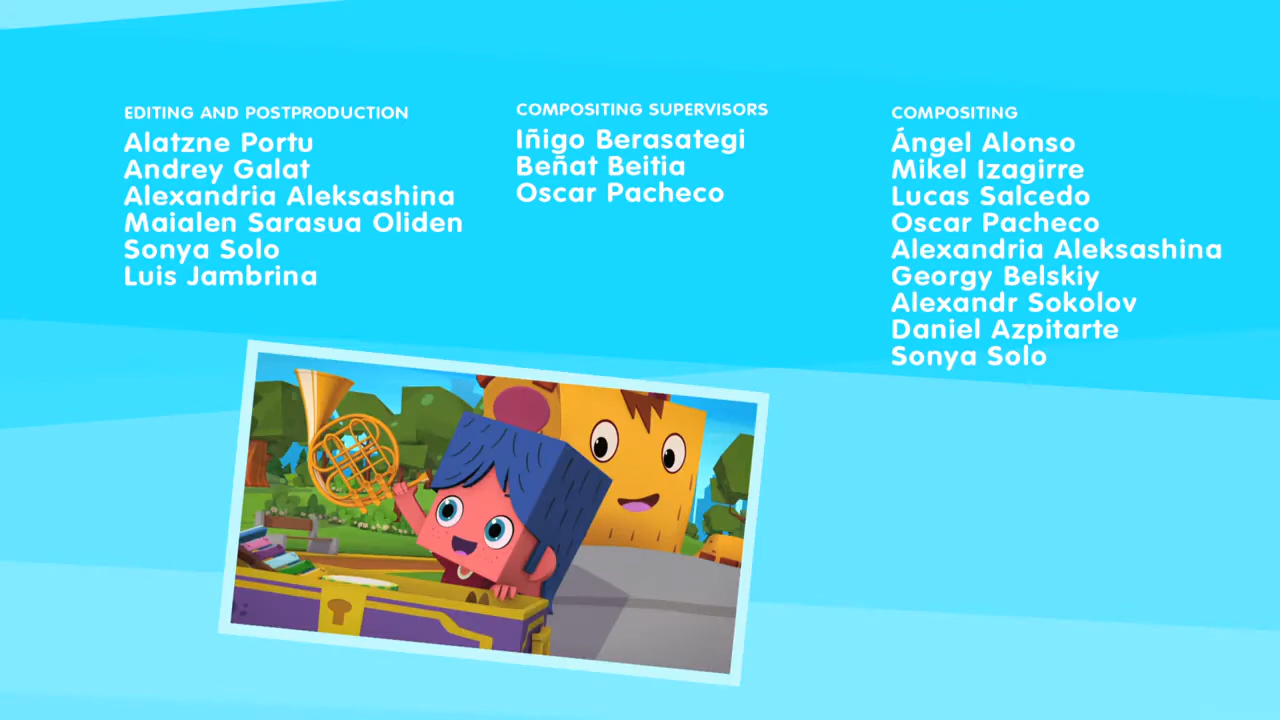 EDITING AND POSTPRODUCTION
Alatzne Portu
Andrey Galat
Alexandria Aleksashina
Maialen Sarasua Oliden
Sonya Solo
Luis Jambrina
COMPOSITING SUPERVISORS
Iñigo Berasategi
Beñat Beitia
Oscar Pacheco
COMPOSITING
Ángel Alonso
Mikel Izagirre
Lucas Salcedo
Oscar Pacheco
Alexandria Aleksashina
Georgy Belskiy
Alexandr Sokolov
Daniel Azpitarte
Sonya Solo